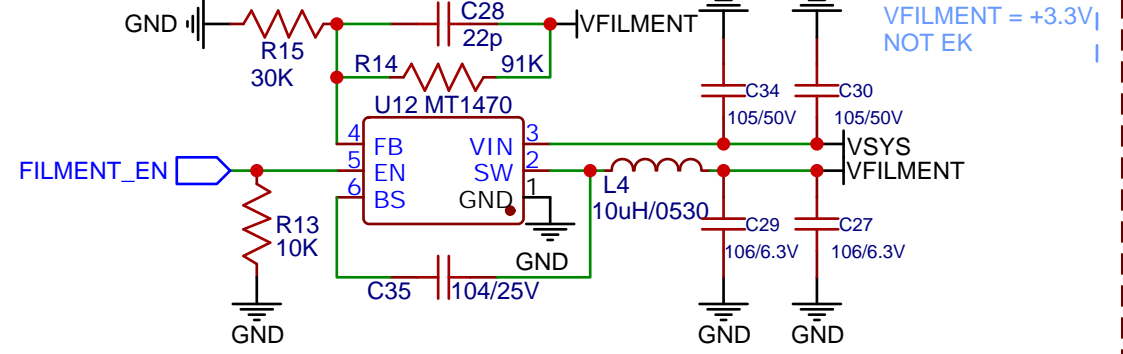 C28
VFILMENT = +3.3V
GND
VFILMENT
22p
NOT EK
R15
R14
91K
30K
C34
C30
U12 MT1470
105/50V
105/50V
4
FB
VIN
3
VSYS
FILMENT_EN
5
EN
SW
2
VFILMENT
6
BS
GND
1
L4
10uH/0530
R13
10K
C29
C27
106/6.3V
106/6.3V
GND
C35
104/25V
GND
GND
GND